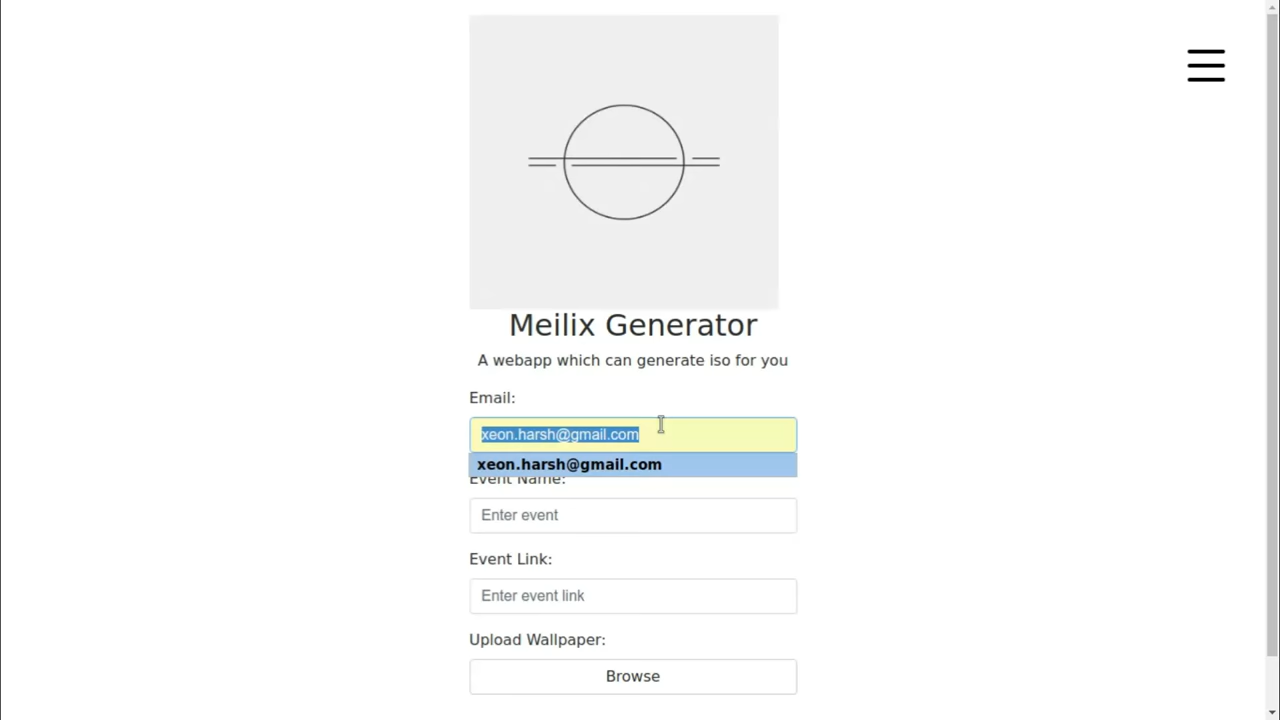 Meilix Generator
A webapp which can generate iso for you
Email:
xeon.harsh@gmail.com
xeon.harsh@gmail.com
Event Name:
Enter event
Event Link:
Enter event link
Upload Wallpaper:
Browse